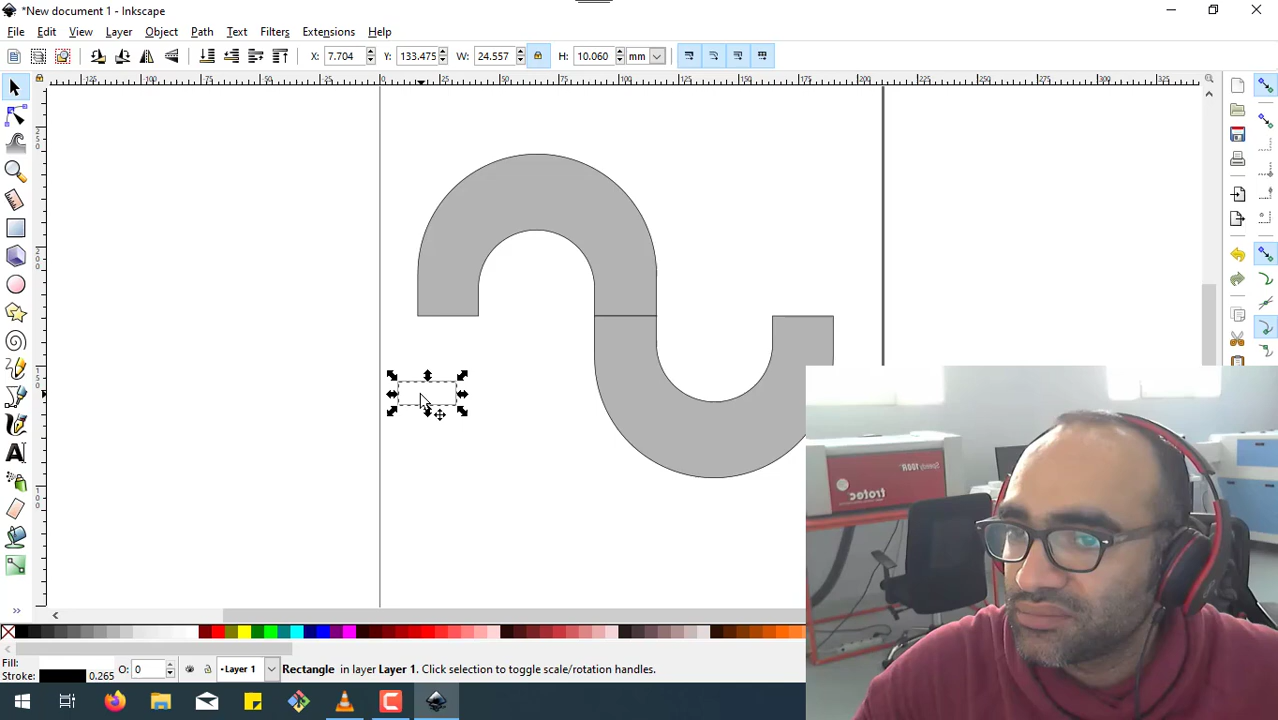 *New document 1 - Inkscape
File Edit View Layer Object Path Text Filters Extensions Help
X: 7.704 Y: 133.475 W: 24.557 H: 10.060 mm
Fill:
Stroke: 0.265 O: 0 •Layer 1 Rectangle in layer Layer 1. Click selection to toggle scale/rotation handles.